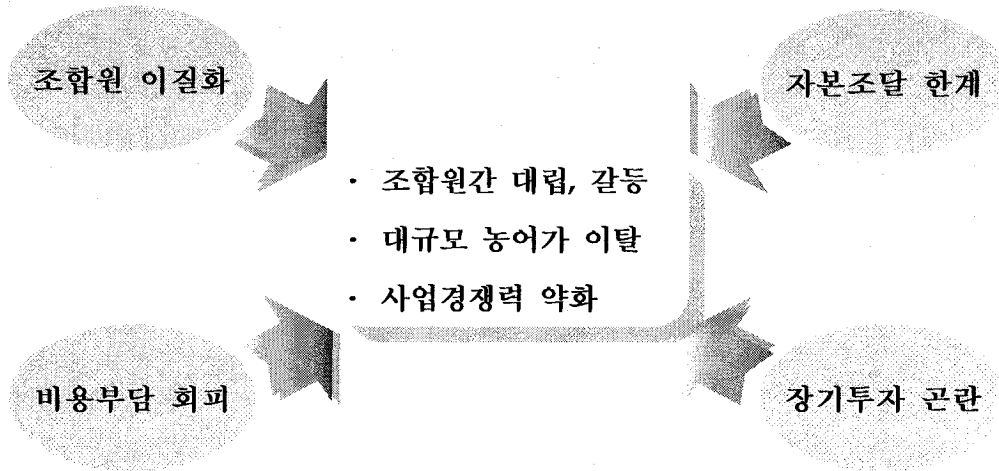 조합원 이질화
자본조달 한계
· 조합원간 대립, 갈등
· 대규모 농어가 이탈
· 사업경쟁력 약화
비용부담 회피
장기투자 곤란